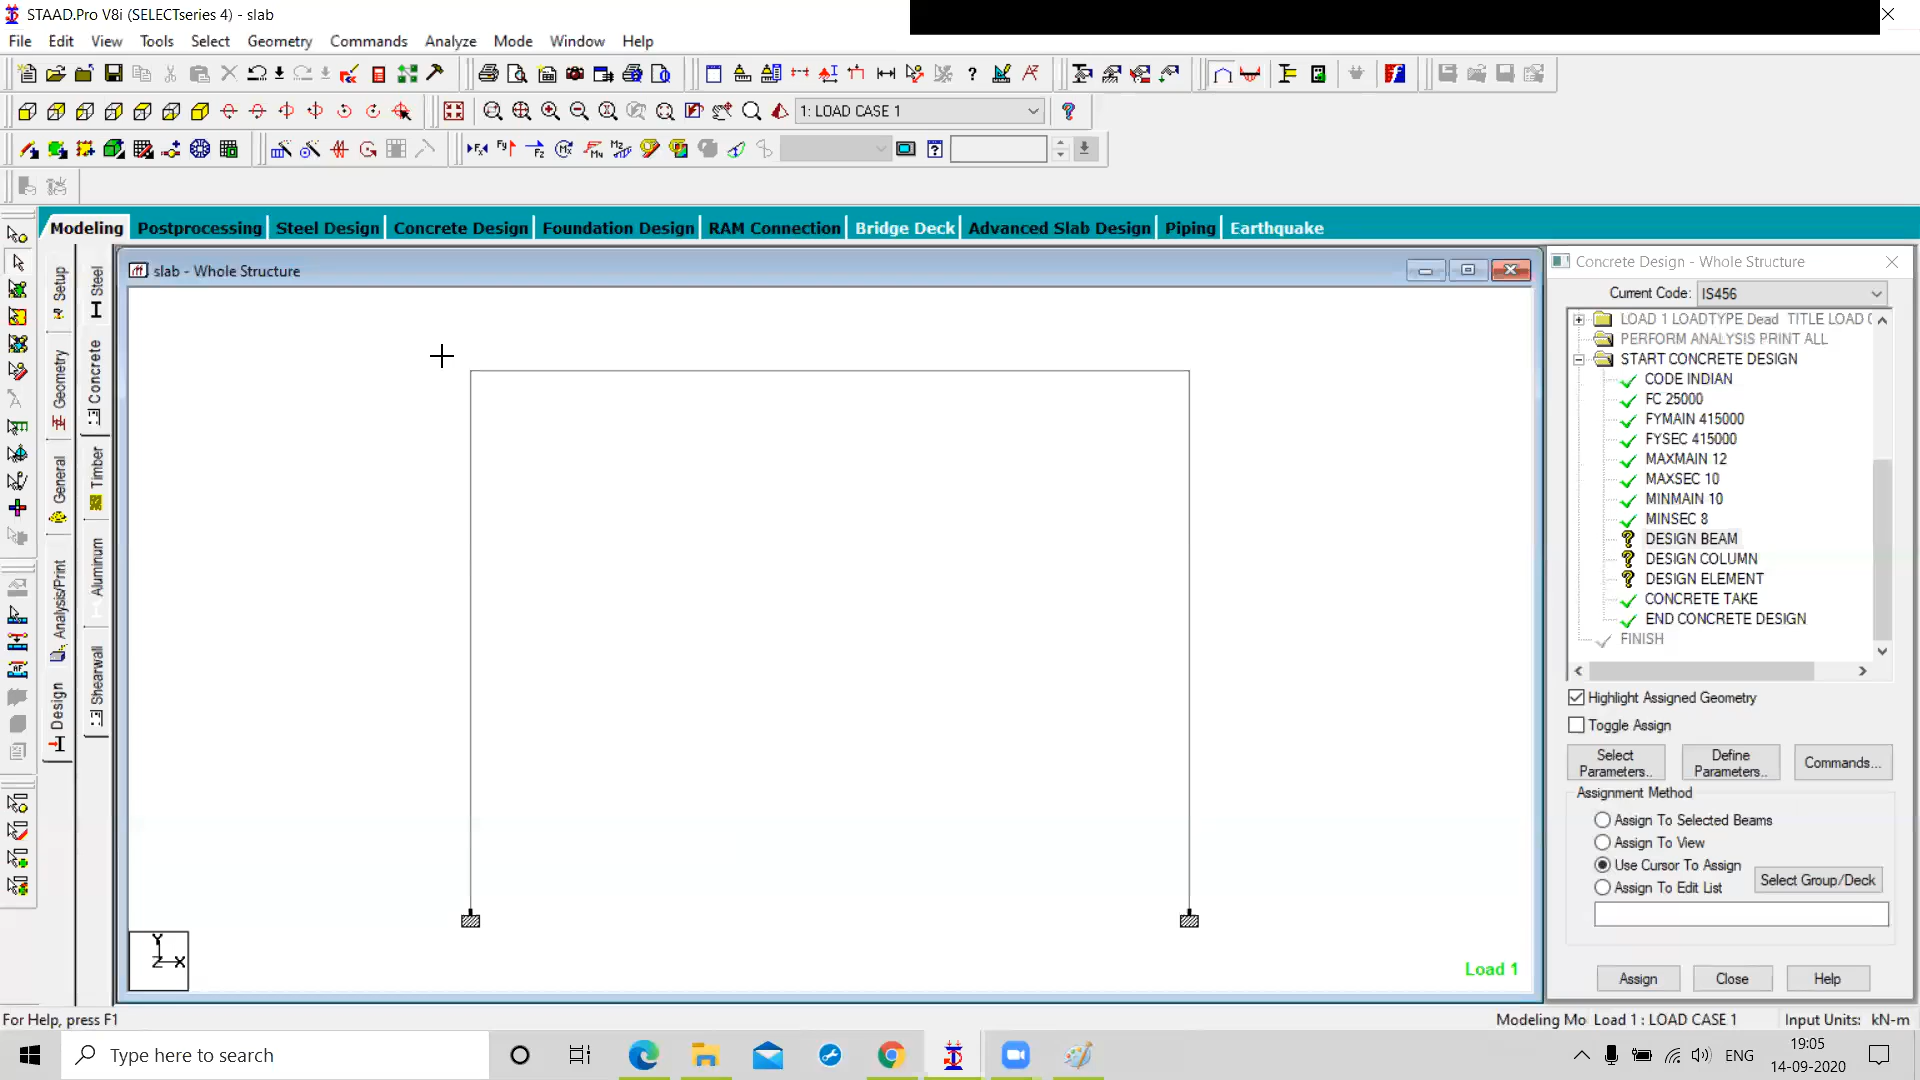 STAAD.Pro V8i (SELECTseries 4) - slab
File Edit View Tools Select Geometry Commands Analyze Mode Window Help
1: LOAD CASE 1
Modeling Postprocessing Steel Design Concrete Design Foundation Design RAM Connection Bridge Deck Advanced Slab Design Piping Earthquake
Setup
Geometry
General
Analysis/Print
Design
Steel
Concrete
Timber
Aluminum
Shearwall
slab - Whole Structure
Load 1
Y
Z X
Concrete Design - Whole Structure
Current Code: IS456
LOAD 1 LOADTYPE Dead TITLE LOAD
PERFORM ANALYSIS PRINT ALL
START CONCRETE DESIGN
CODE INDIAN
FC 25000
FYMAIN 415000
FYSEC 415000
MAXMAIN 12
MAXSEC 10
MINMAIN 10
MINSEC 8
DESIGN BEAM
DESIGN COLUMN
DESIGN ELEMENT
CONCRETE TAKE
END CONCRETE DESIGN
FINISH
Highlight Assigned Geometry
Toggle Assign
Select Parameters..
Define Parameters..
Commands...
Assignment Method
Assign To Selected Beams
Assign To View
Use Cursor To Assign
Assign To Edit List
Select Group/Deck
Assign Close Help
For Help, press F1
Modeling Mo Load 1 : LOAD CASE 1 Input Units: kN-m
Type here to search
ENG
19:05
14-09-2020